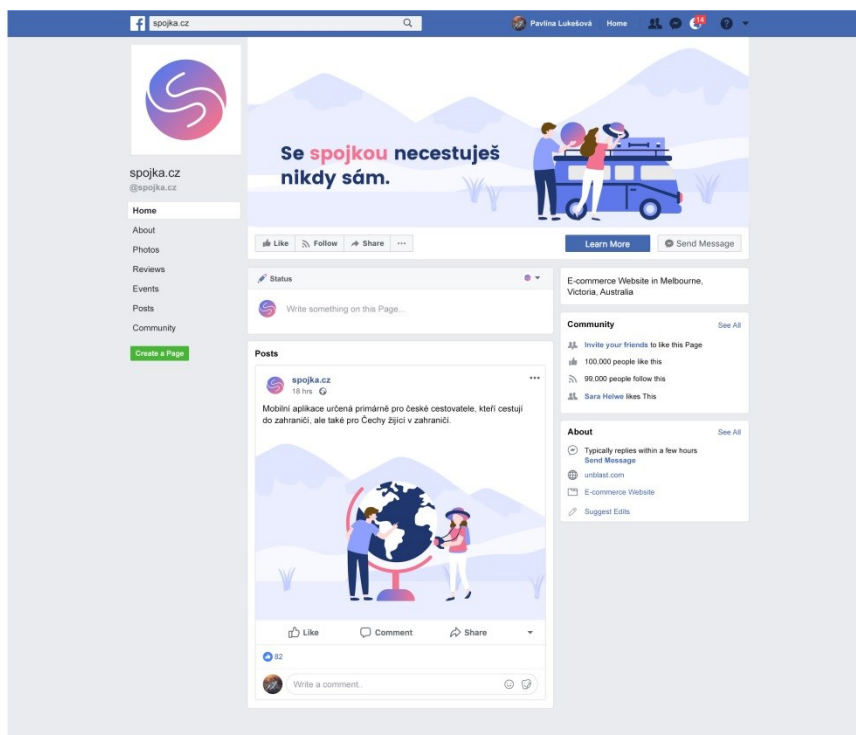 spojka.cz
Pavlína Lukešová
Home
14
spojka.cz
@spojka.cz
Home
About
Photos
Reviews
Events
Posts
Community
Create a Page
Se spojkou necestuješ
nikdy sám.
Like
Follow
Share
Learn More
Send Message
Status
Write something on this Page...
Posts
spojka.cz
18 hrs
Mobilní aplikace určená primárně pro české cestovatele, kteří cestují
do zahraničí, ale také pro Čechy žijící v zahraničí.
Like
Comment
Share
82
Write a comment..
E-commerce Website in Melbourne,
Victoria, Australia
Community
See All
Invite your friends to like this Page
100,000 people like this
99,000 people follow this
Sara Helwe likes This
About
See All
Typically replies within a few hours
Send Message
unblast.com
E-commerce Website
Suggest Edits